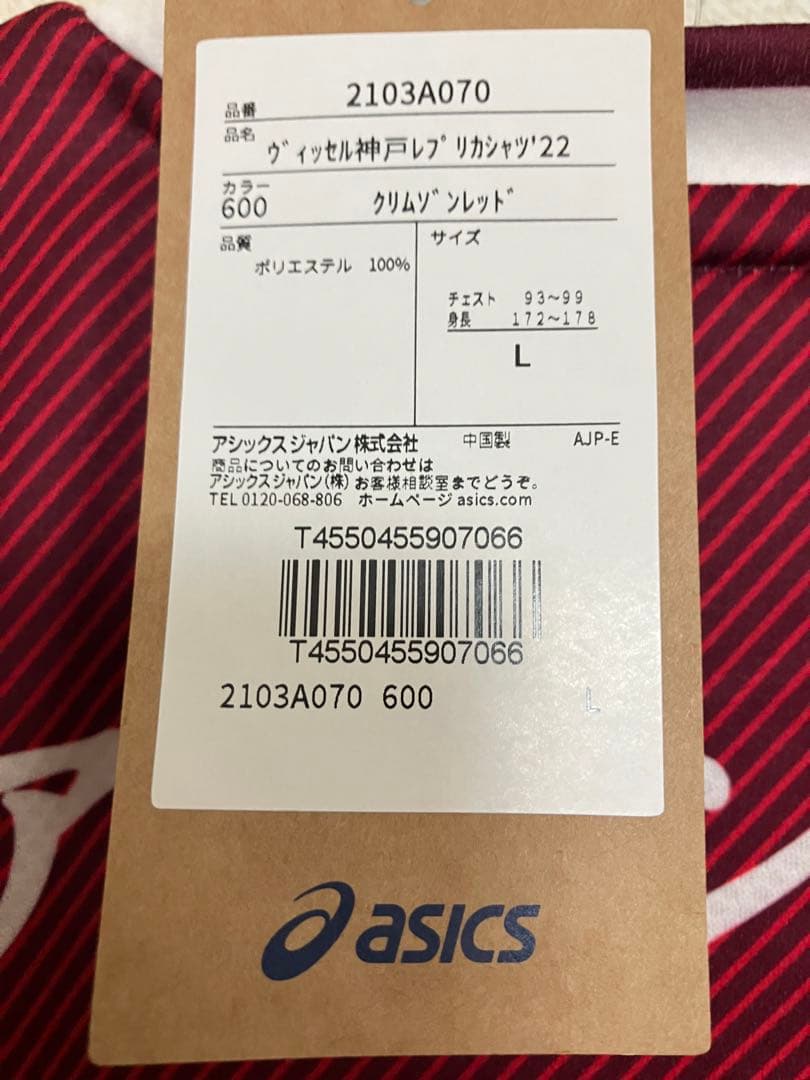 品番 2103A070
品名 ヴィッセル神戸レプリカシャツ'22
カラー
600 クリムゾンレッド
品質 サイズ
ポリエステル 100%
チェスト 93~99
身長 172~178
L
アシックスジャパン株式会社 中国製 AJP-E
商品についてのお問い合わせは
アシックスジャパン(株)お客様相談室までどうぞ。
TEL 0120-068-806 ホームページ asics.com
T4550455907066
T4550455907066
2103A070 600 L
asics